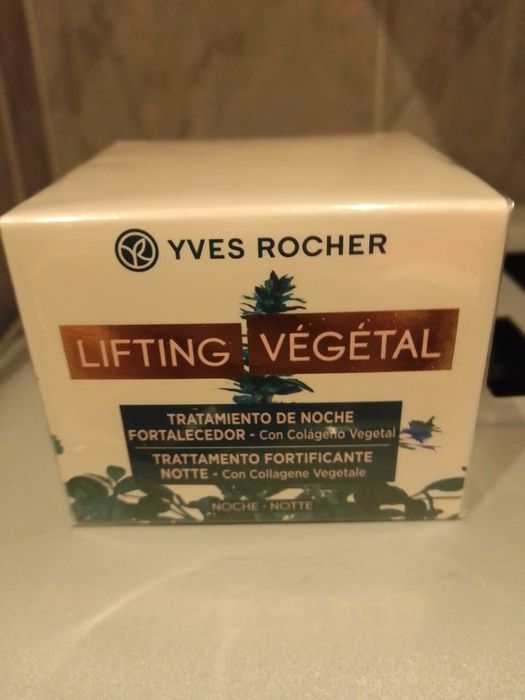 YVES ROCHER
LIFTING VÉGÉTAL
TRATAMIENTO DE NOCHE
FORTALECEDOR - Con Colágeno Vegetal
TRATTAMENTO FORTIFICANTE
NOTTE - Con Collagene Vegetale
NOCHE - NOTTE